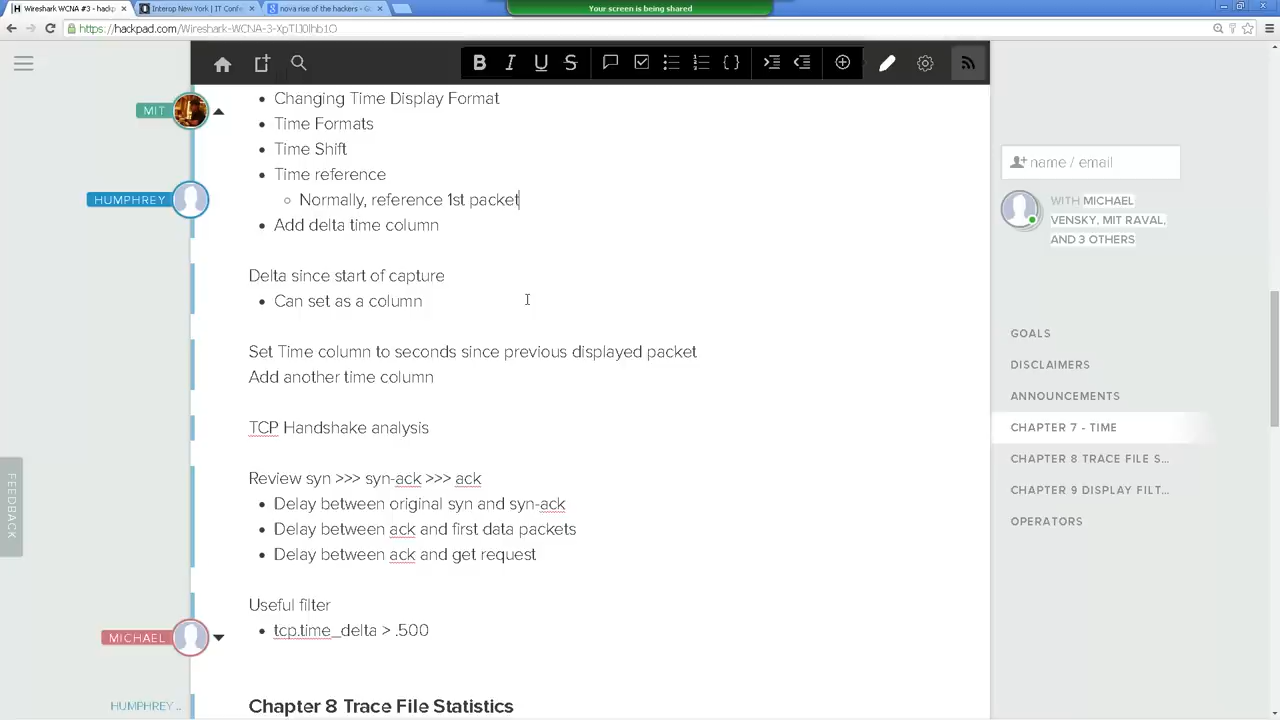 Wireshark WCNA #3 - hackp
Interop New York | IT Confe
nova rise of the hackers - Go
Your screen is being shared
https://hackpad.com/Wireshark-WCNA-3-
B I U S
Changing Time Display Format
MIT
Time Formats
Time Shift
name / email
Time reference
HUMPHREY
Normally, reference 1st packet
WITH MICHAEL
VENSKY, MIT RAVAL,
AND 3 OTHERS
Add delta time column
Delta since start of capture
Can set as a column
GOALS
Set Time column to seconds since previous displayed packet
DISCLAIMERS
Add another time column
ANNOUNCEMENTS
TCP Handshake analysis
CHAPTER 7 - TIME
CHAPTER 8 TRACE FILE S...
Review syn >>> syn-ack >>> ack
CHAPTER 9 DISPLAY FILT...
Delay between original syn and syn-ack
FEEDBACK
OPERATORS
Delay between ack and first data packets
Delay between ack and get request
Useful filter
tcp.time_delta > .500
MICHAEL
Chapter 8 Trace File Statistics
HUMPHREY ..